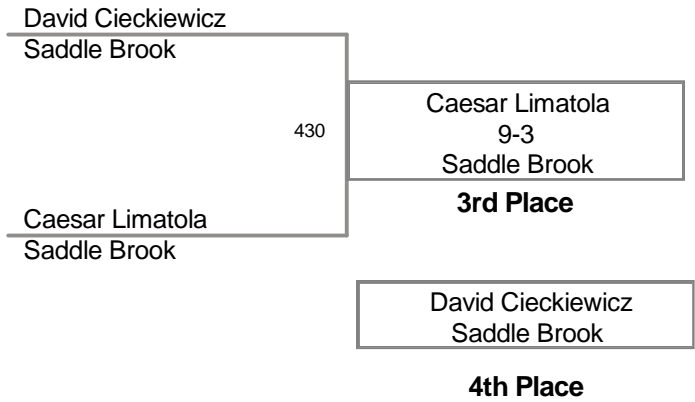 David Cieckiewicz
Saddle Brook
430
Caesar Limatola
9-3
Saddle Brook
3rd Place
Caesar Limatola
Saddle Brook
David Cieckiewicz
Saddle Brook
4th Place